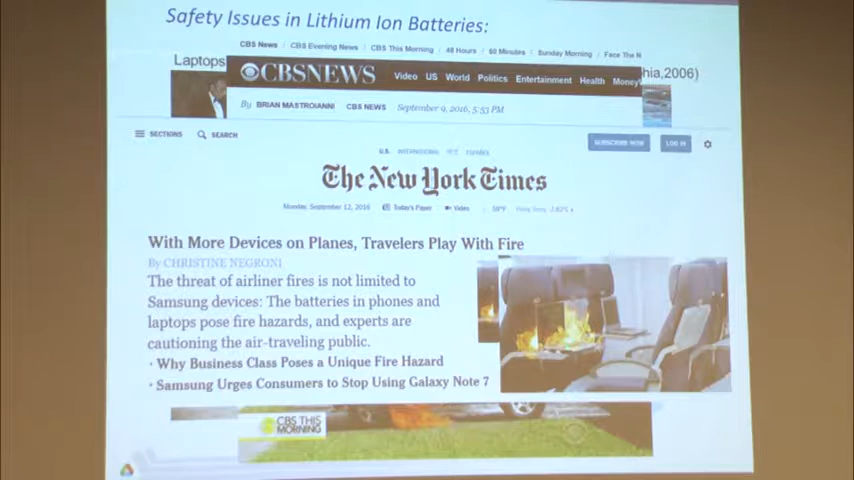 Safety Issues in Lithium Ion Batteries:
CBS News / CBS Evening News / CBS This Morning / 48 Hours / 60 Minutes / Sunday Morning / Face The N
Laptops
CBSNEWS Video US World Politics Entertainment Health Money
hia,2006)
By BRIAN MASTROIANNI CBS NEWS September 9, 2016, 5:53 PM
SECTIONS SEARCH
SUBSCRIBE NOW LOG IN
U.S. INTERNATIONAL 中文 ESPAÑOL
The New York Times
Monday, September 12, 2016 Today's Paper Video
With More Devices on Planes, Travelers Play With Fire
By CHRISTINE NEGRONI
The threat of airliner fires is not limited to
Samsung devices: The batteries in phones and
laptops pose fire hazards, and experts are
cautioning the air-traveling public.
· Why Business Class Poses a Unique Fire Hazard
· Samsung Urges Consumers to Stop Using Galaxy Note 7
CBS THIS
MORNING